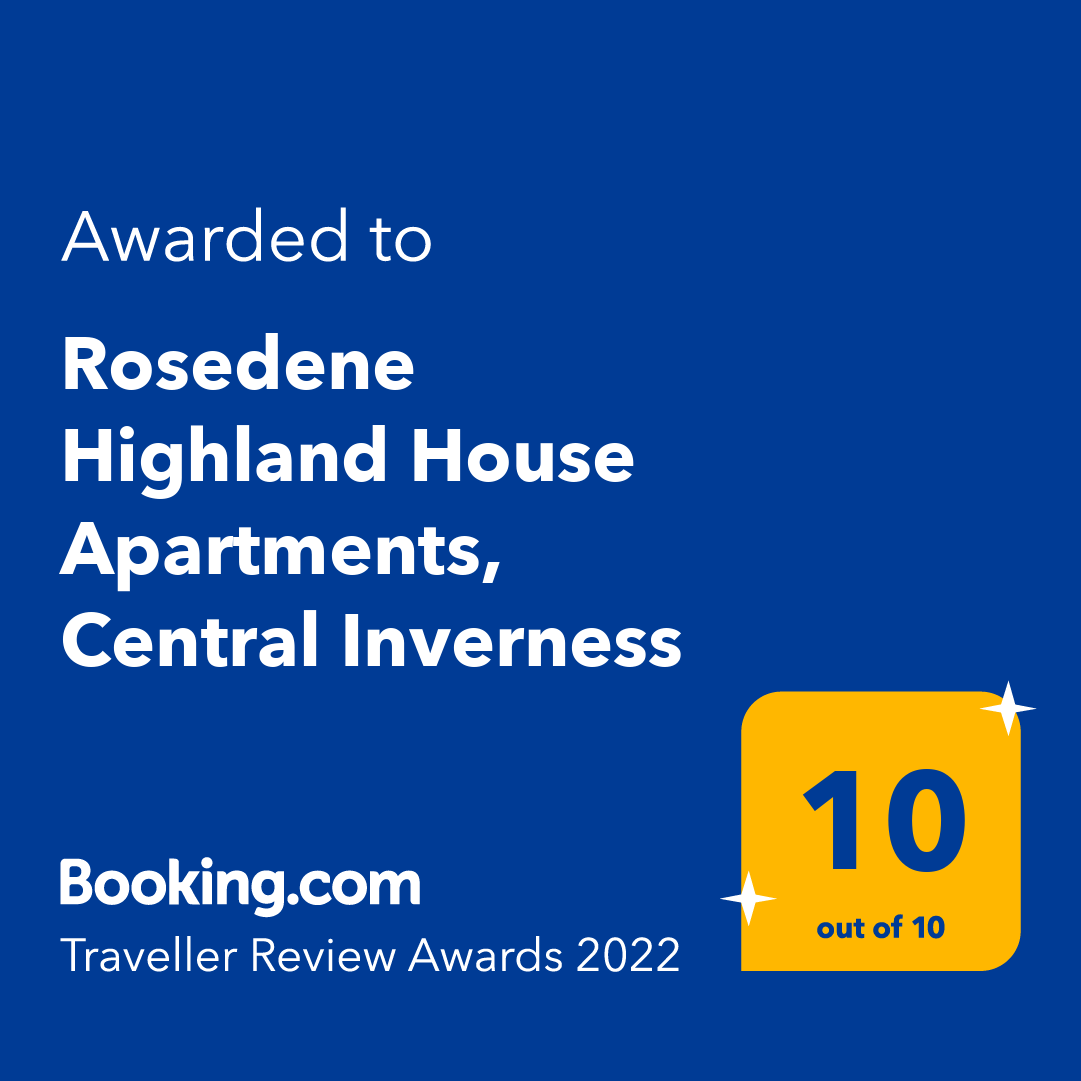 Awarded to
Rosedene
Highland House
Apartments,
Central Inverness
10
out of 10
Booking.com
Traveller Review Awards 2022